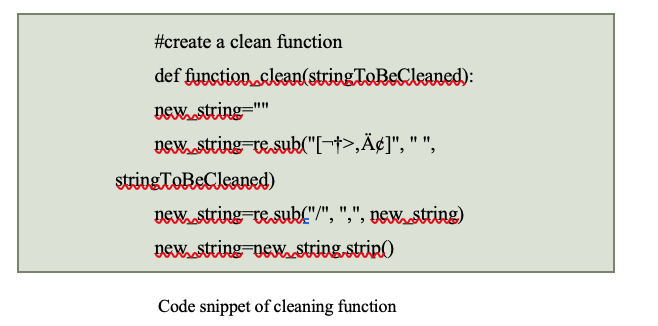 #create a clean function
def function_clean(stringToBeCleaned):
new_string=""
new_string=re.sub("[¬†>,Ä¢]", " ",
stringToBeCleaned)
new_string=re.sub("/", ",", new_string)
new_string=new_string.strip()
Code snippet of cleaning function